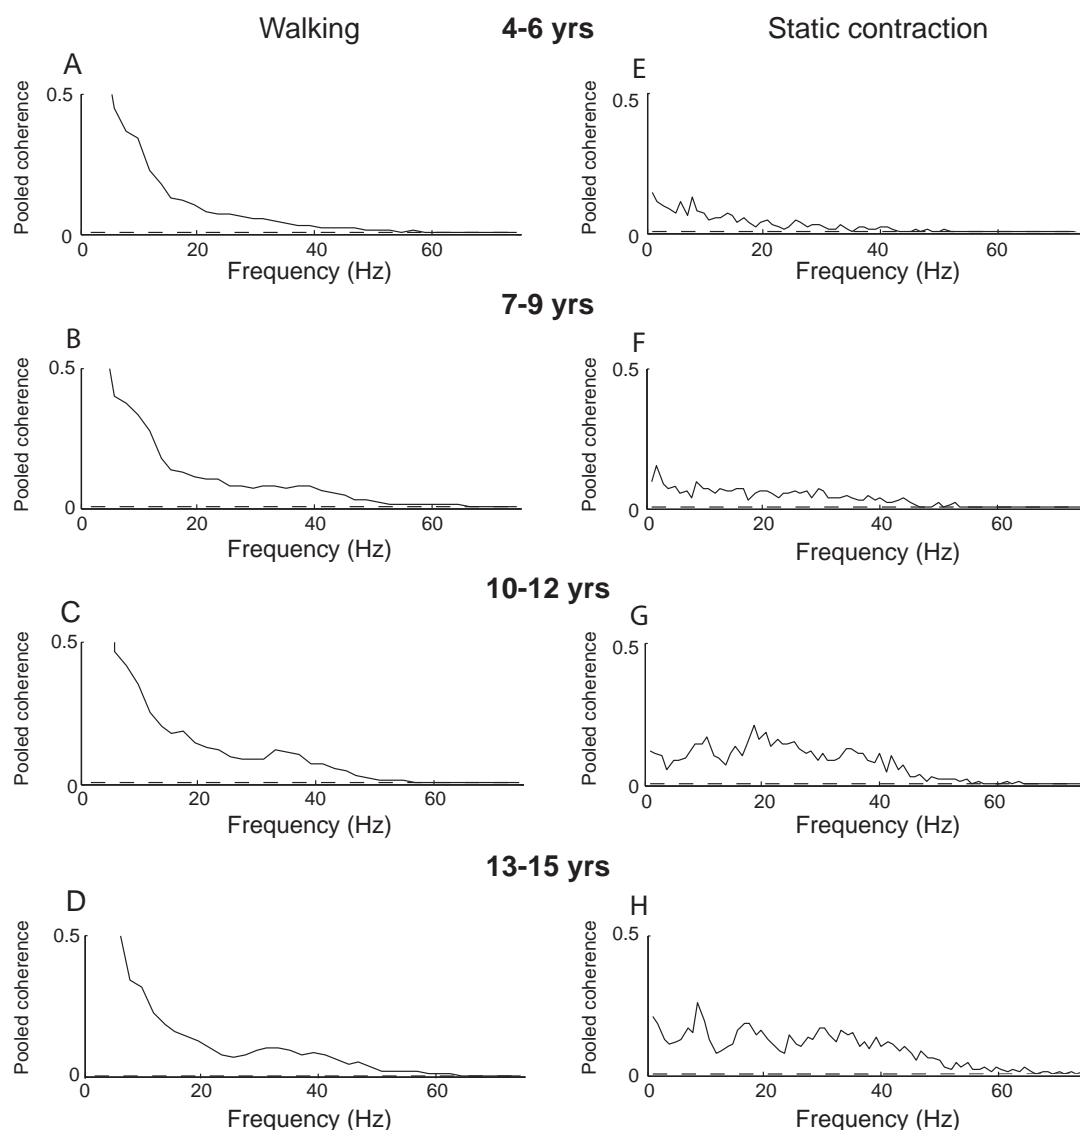 Walking 4-6 yrs Static contraction
A
Pooled coherence
0.5
0
20 40 60
Frequency (Hz)
E
Pooled coherence
0.5
0
0 20 40 60
Frequency (Hz)
7-9 yrs
B
Pooled coherence
0.5
0
0 20 40 60
Frequency (Hz)
F
Pooled coherence
0.5
0
0 20 40 60
Frequency (Hz)
10-12 yrs
C
Pooled coherence
0.5
0
0 20 40 60
Frequency (Hz)
G
Pooled coherence
0.5
0
0 20 40 60
Frequency (Hz)
13-15 yrs
D
Pooled coherence
0.5
0
0 20 40 60
Frequency (Hz)
H
Pooled coherence
0.5
0
0 20 40 60
Frequency (Hz)